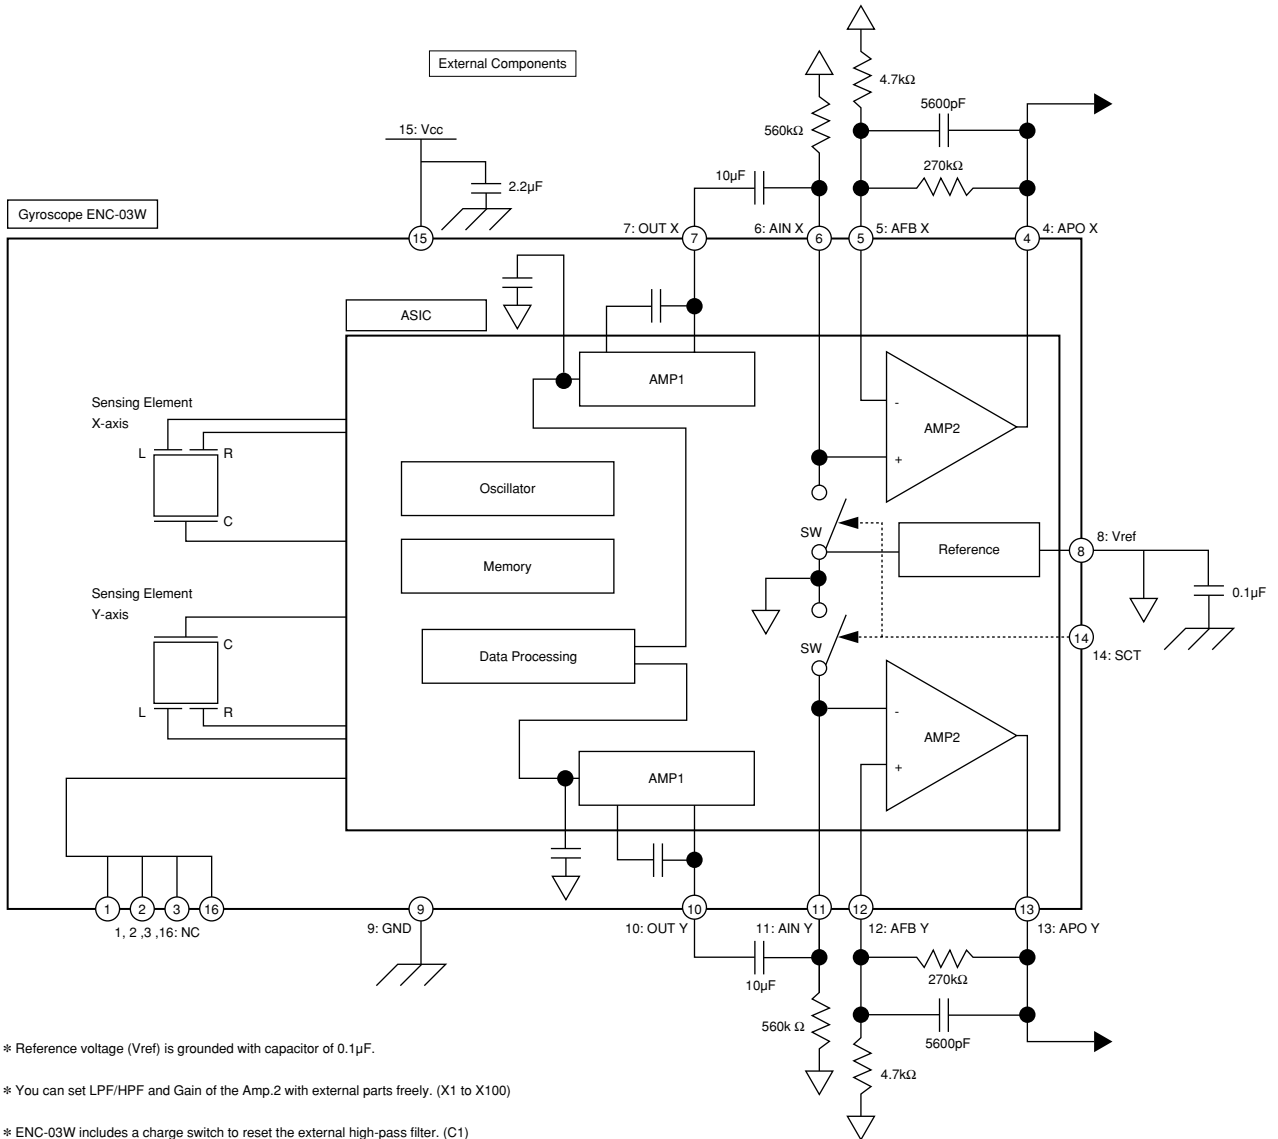 External Components
4.7kΩ
5600pF
560kΩ
15: Vcc
270kΩ
10µF
2.2µF
Gyroscope ENC-03W
7: OUT X
6: AIN X
5: AFB X
4: APO X
15
7
6
5
4
ASIC
AMP1
Sensing Element
X-axis
L
R
C
AMP2
-
+
Oscillator
SW
Reference
8: Vref
8
Memory
0.1µF
Sensing Element
Y-axis
C
L
R
Data Processing
SW
14
14: SCT
AMP1
AMP2
-
+
1
2
3
16
9
10
11
12
13
1, 2 ,3 ,16: NC
9: GND
10: OUT Y
11: AIN Y
12: AFB Y
13: APO Y
270kΩ
10µF
560k Ω
5600pF
4.7kΩ
∗ Reference voltage (Vref) is grounded with capacitor of 0.1µF.
∗ You can set LPF/HPF and Gain of the Amp.2 with external parts freely. (X1 to X100)
∗ ENC-03W includes a charge switch to reset the external high-pass filter. (C1)